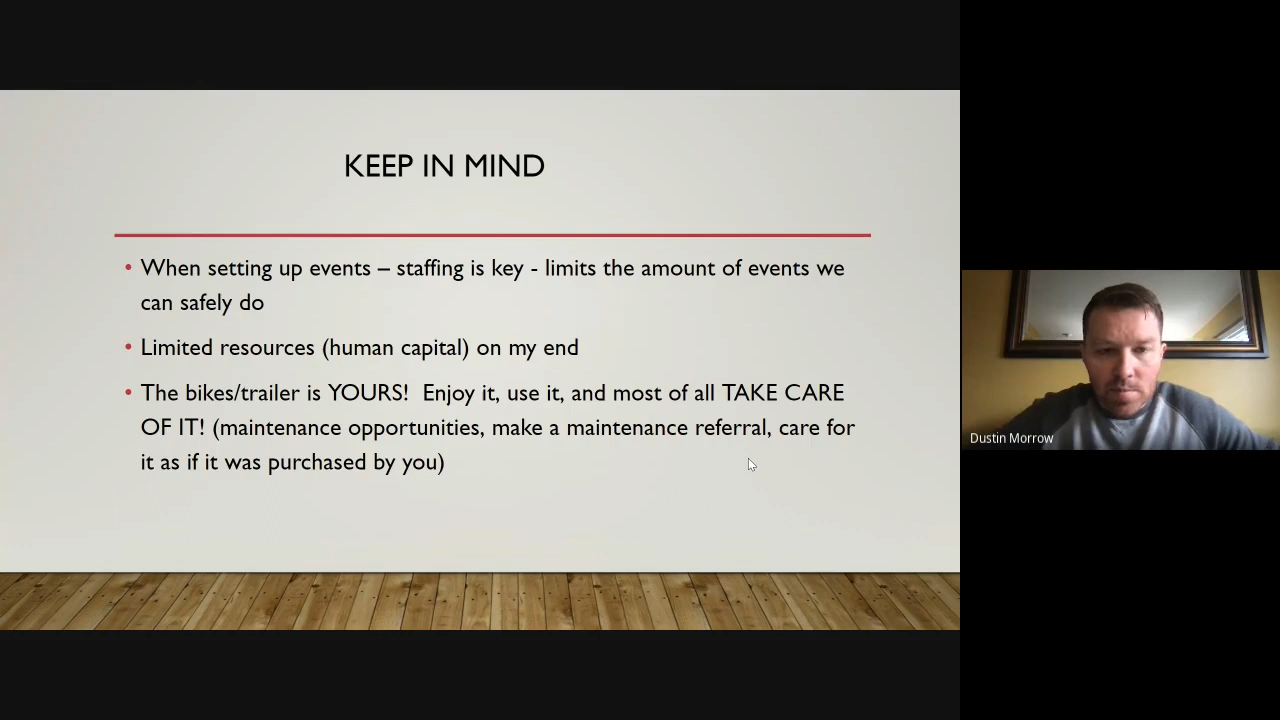 KEEP IN MIND
• When setting up events – staffing is key - limits the amount of events we
can safely do
• Limited resources (human capital) on my end
• The bikes/trailer is YOURS!  Enjoy it, use it, and most of all TAKE CARE
OF IT! (maintenance opportunities, make a maintenance referral, care for
it as if it was purchased by you)
Dustin Morrow